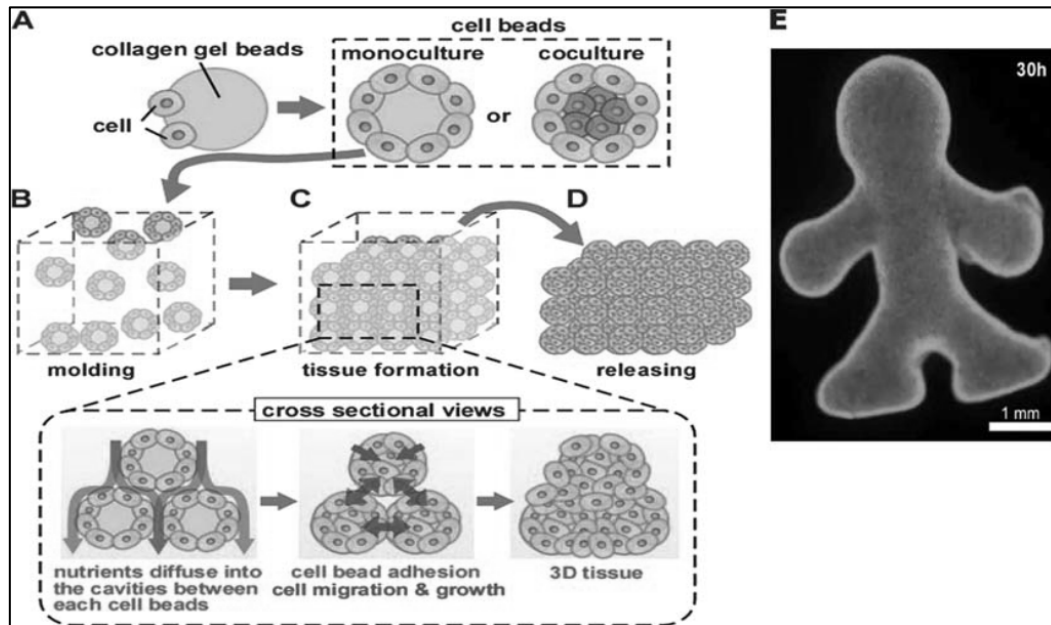 A
cell beads
collagen gel beads
monoculture
coculture
cell
or
B
C
D
molding
tissue formation
releasing
cross sectional views
nutrients diffuse into
the cavities between
each cell beads
cell bead adhesion
cell migration & growth
3D tissue
E
30h
1 mm